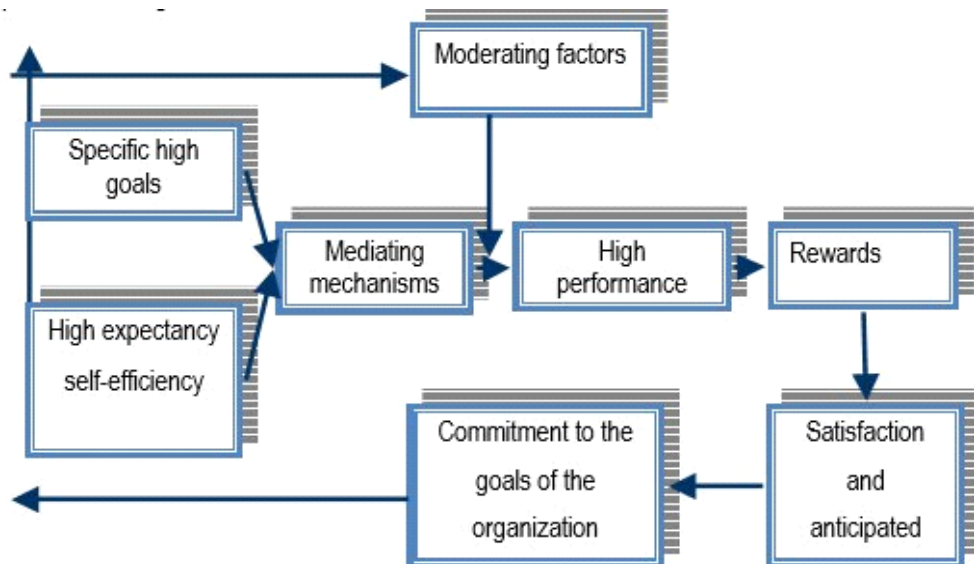 Moderating factors
Specific high
goals
Mediating
mechanisms
High
performance
Rewards
High expectancy
self-efficiency
Commitment to the
goals of the
organization
Satisfaction
and
anticipated